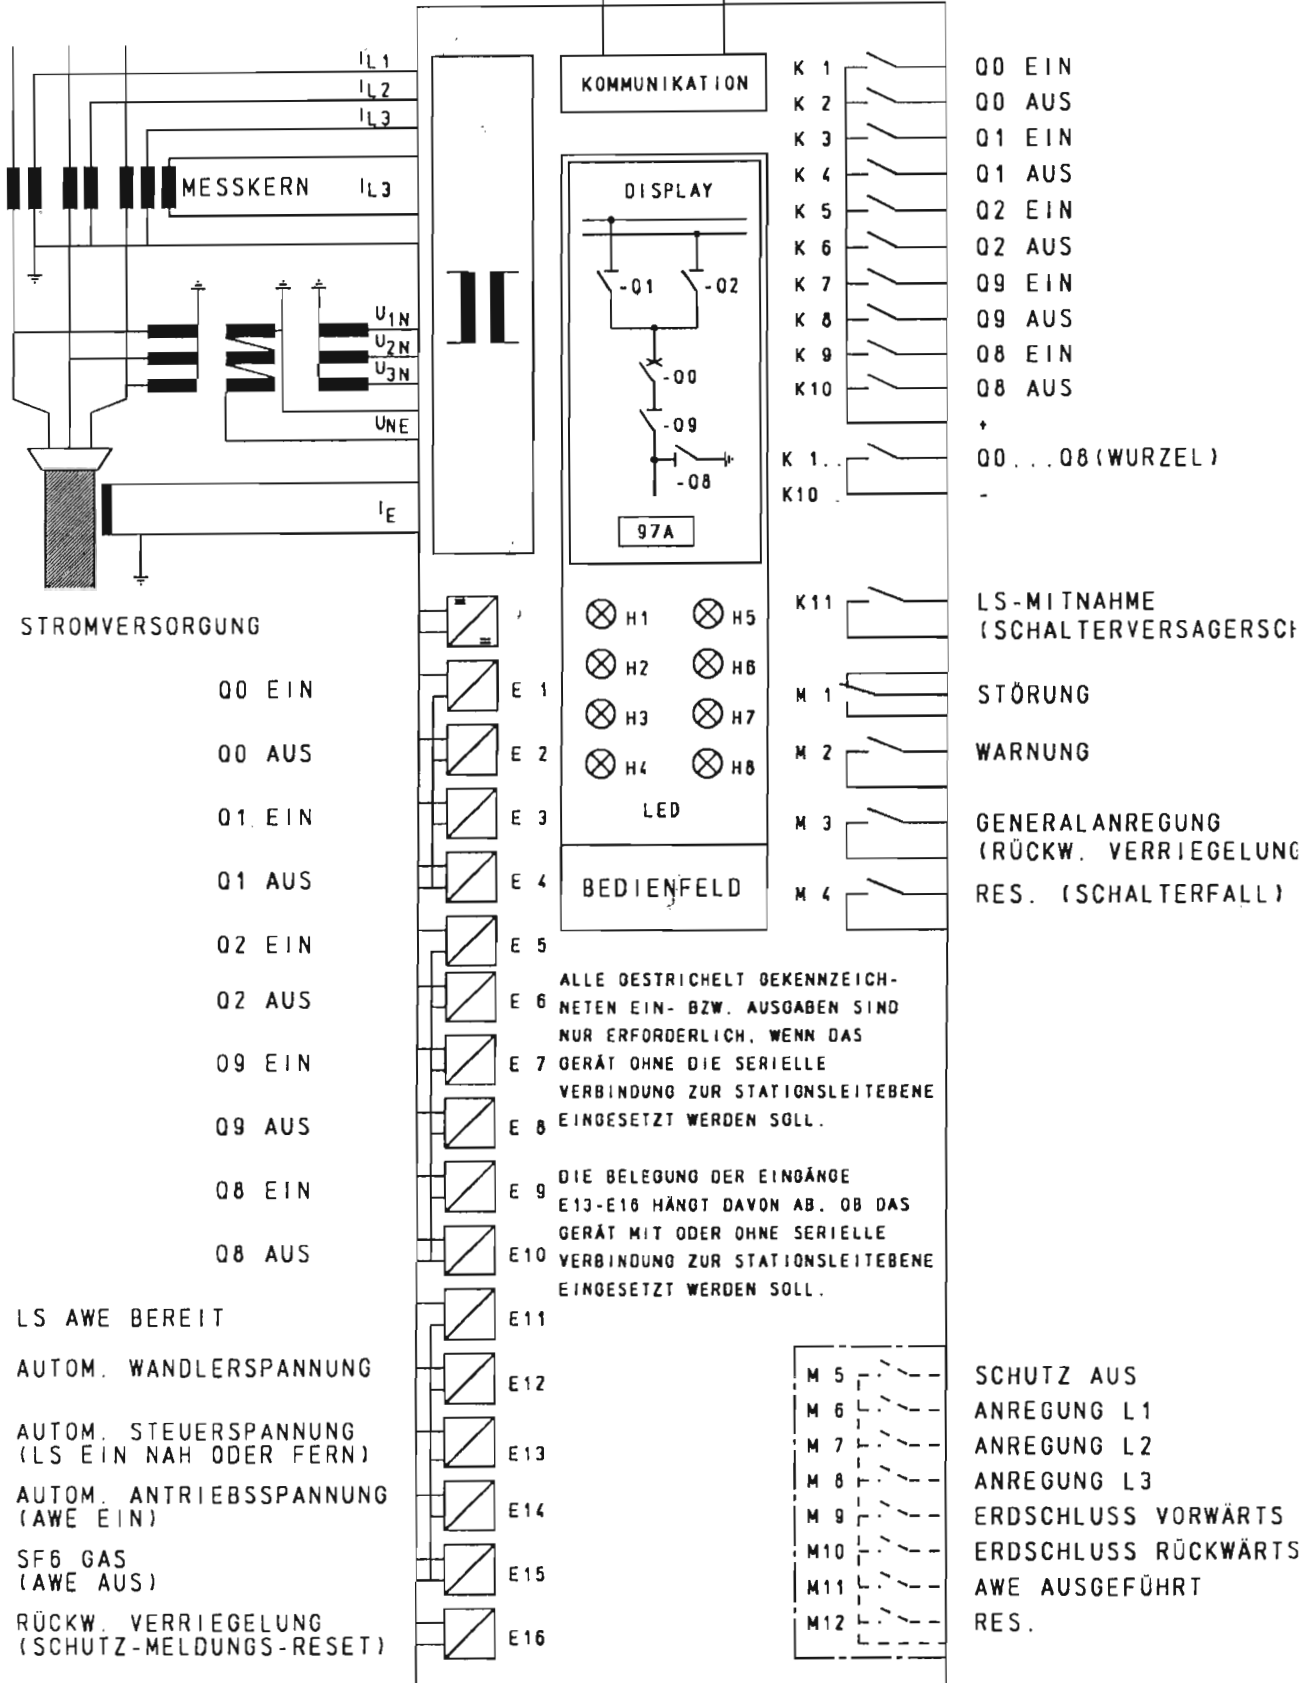 IL1
IL2
IL3
MESSKERN IL3
U1N
U2N
U3N
UNE
IE
STROMVERSORGUNG
Q0 EIN E 1
Q0 AUS E 2
Q1 EIN E 3
Q1 AUS E 4
Q2 EIN E 5
Q2 AUS E 6
Q9 EIN E 7
Q9 AUS E 8
Q8 EIN E 9
Q8 AUS E10
LS AWE BEREIT E11
AUTOM. WANDLERSPANNUNG E12
AUTOM. STEUERSPANNUNG
(LS EIN NAH ODER FERN) E13
AUTOM. ANTRIEBSSPANNUNG
(AWE EIN) E14
SF6 GAS
(AWE AUS) E15
RÜCKW. VERRIEGELUNG
(SCHUTZ-MELDUNGS-RESET) E16
KOMMUNIKATION
DISPLAY
-Q1 -Q2
-Q0
-Q9
-Q8
97A
H1 H5
H2 H6
H3 H7
H4 H8
LED
BEDIENFELD
ALLE GESTRICHELT GEKENNZEICH-
NETEN EIN- BZW. AUSGABEN SIND
NUR ERFORDERLICH, WENN DAS
GERÄT OHNE DIE SERIELLE
VERBINDUNG ZUR STATIONSLEITEBENE
EINGESETZT WERDEN SOLL.
DIE BELEGUNG DER EINGÄNGE
E13-E16 HÄNGT DAVON AB, OB DAS
GERÄT MIT ODER OHNE SERIELLE
VERBINDUNG ZUR STATIONSLEITEBENE
EINGESETZT WERDEN SOLL.
K 1 Q0 EIN
K 2 Q0 AUS
K 3 Q1 EIN
K 4 Q1 AUS
K 5 Q2 EIN
K 6 Q2 AUS
K 7 Q9 EIN
K 8 Q9 AUS
K 9 Q8 EIN
K10 Q8 AUS
+
K 1.. Q0...Q8(WURZEL)
K10 . -
K11 LS-MITNAHME
(SCHALTERVERSAGERSCH
M 1 STÖRUNG
M 2 WARNUNG
M 3 GENERALANREGUNG
(RÜCKW. VERRIEGELUNG
M 4 RES. (SCHALTERFALL)
M 5 SCHUTZ AUS
M 6 ANREGUNG L1
M 7 ANREGUNG L2
M 8 ANREGUNG L3
M 9 ERDSCHLUSS VORWÄRTS
M10 ERDSCHLUSS RÜCKWÄRTS
M11 AWE AUSGEFÜHRT
M12 RES.